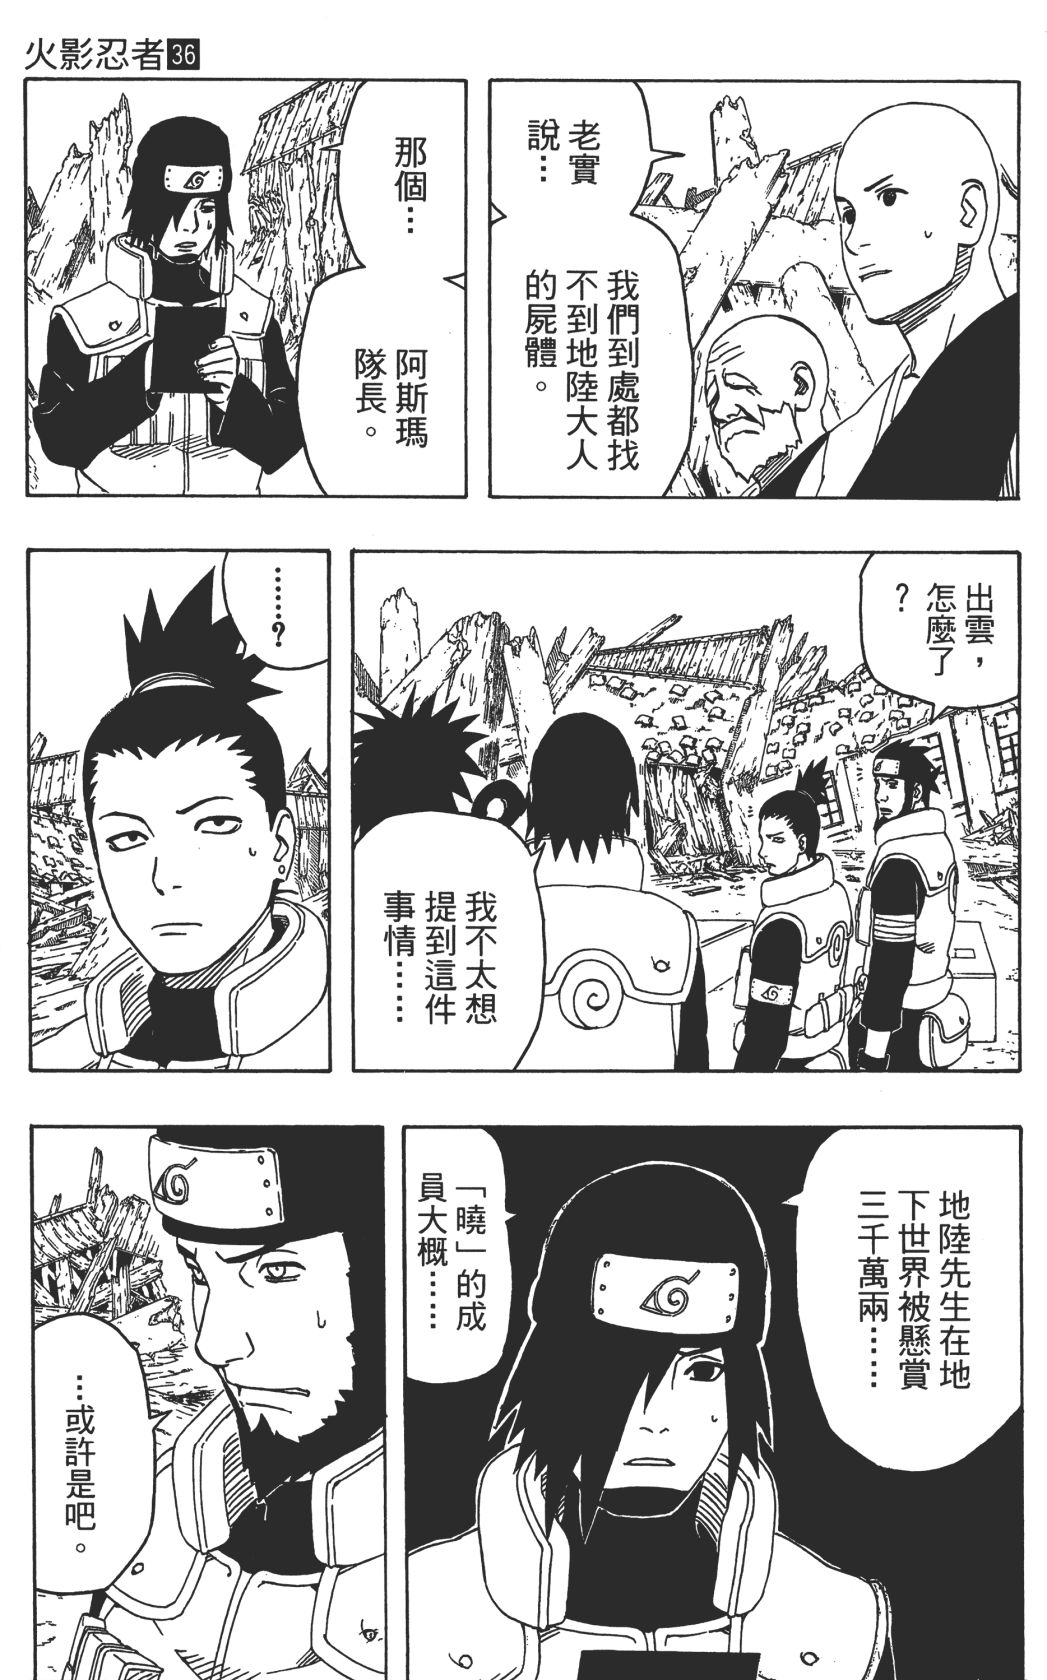 火影忍者36
老實
說…
我們到處都找
不到地陸大人
的屍體。
那個…
阿斯瑪
隊長。
出雲，
怎麼了
？
我不太想
提到這件
事情……
……?
地陸先生在地
下世界被懸賞
三千萬兩……
「曉」的成
員大概……
…或許是吧。